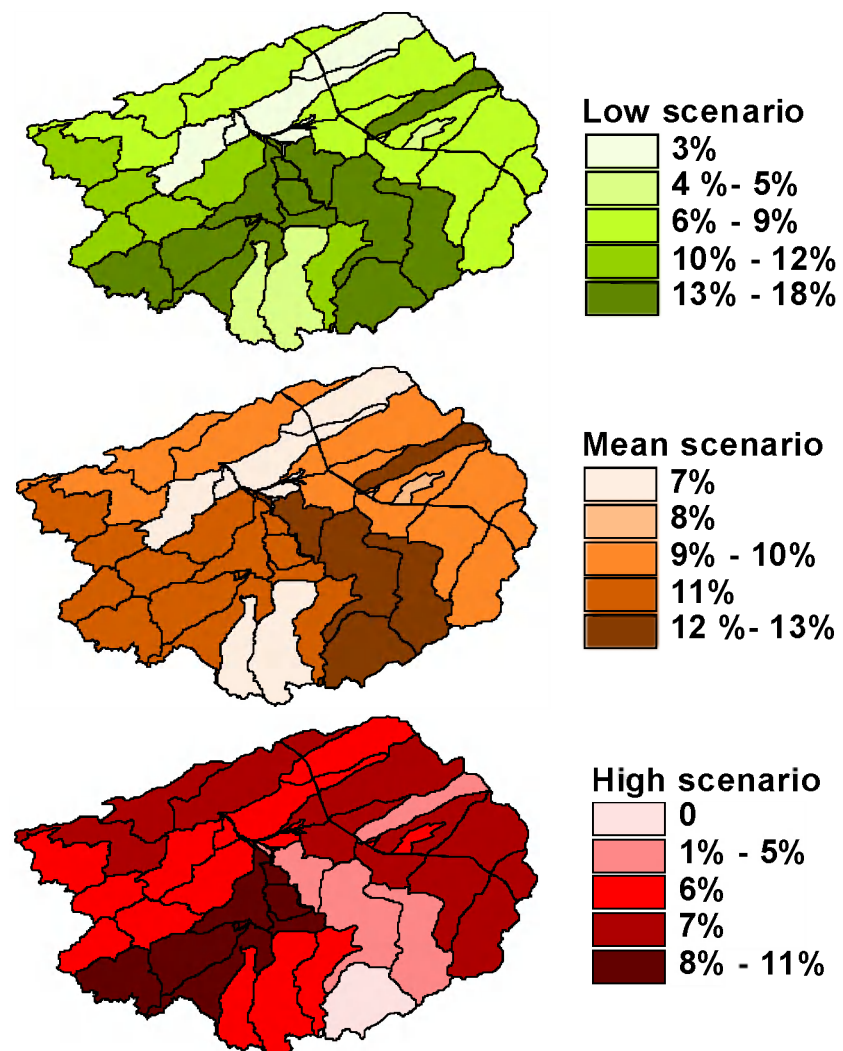 Low scenario
3%
4 %- 5%
6% - 9%
10% - 12%
13% - 18%
Mean scenario
7%
8%
9% - 10%
11%
12 %- 13%
High scenario
0
1% - 5%
6%
7%
8% - 11%